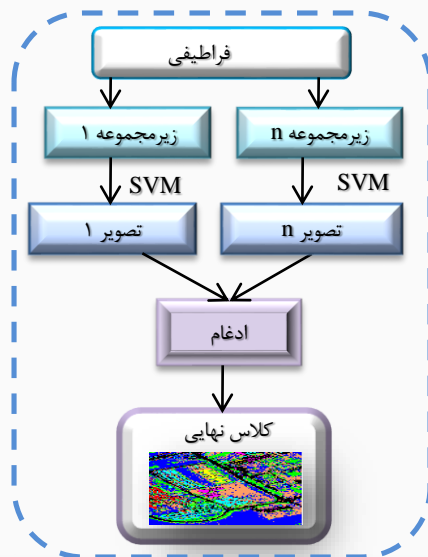 فراطیفی
زیرمجموعه ۱
زیرمجموعه n
SVM
SVM
تصویر ۱
تصویر n
ادغام
کلاس نهایی